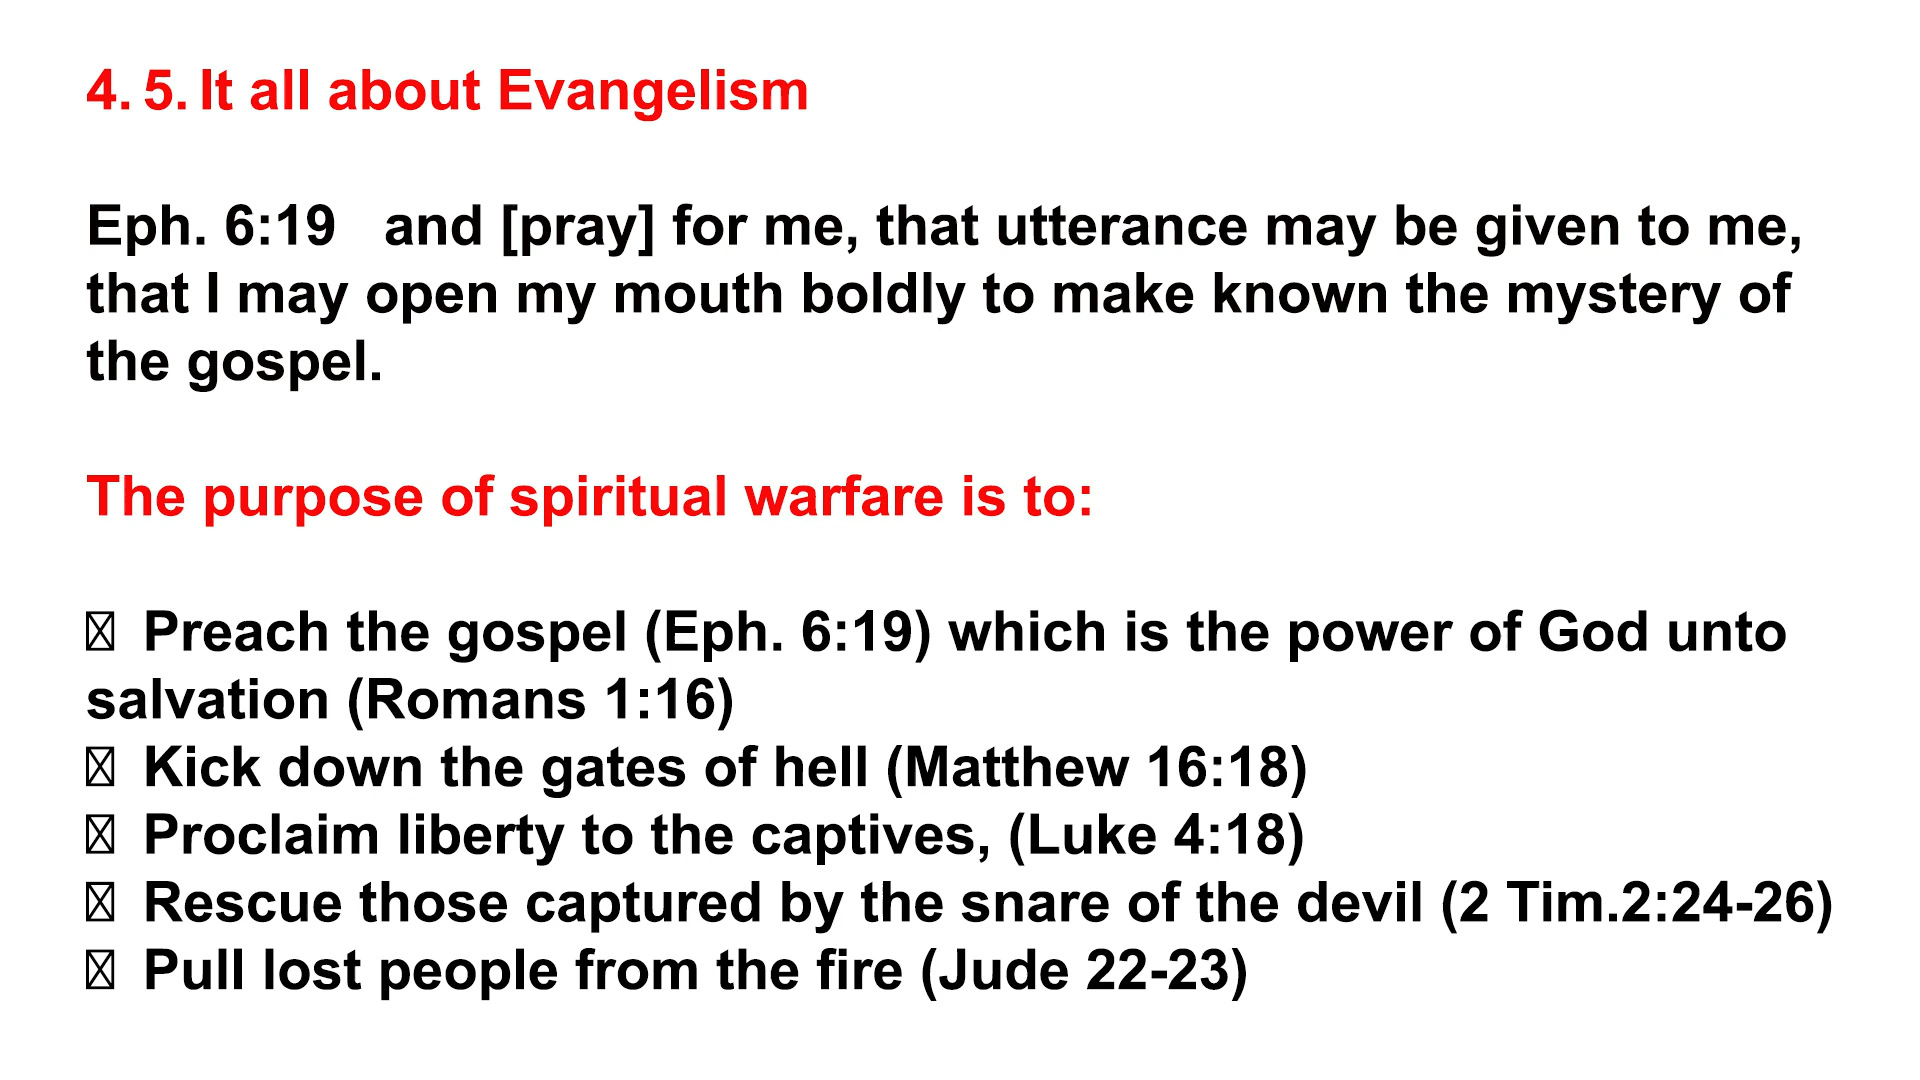 4. 5. It all about Evangelism
Eph. 6:19 and [pray] for me, that utterance may be given to me,
that I may open my mouth boldly to make known the mystery of
the gospel.
The purpose of spiritual warfare is to:
Preach the gospel (Eph. 6:19) which is the power of God unto
salvation (Romans 1:16)
Kick down the gates of hell (Matthew 16:18)
Proclaim liberty to the captives, (Luke 4:18)
Rescue those captured by the snare of the devil (2 Tim.2:24-26)
Pull lost people from the fire (Jude 22-23)